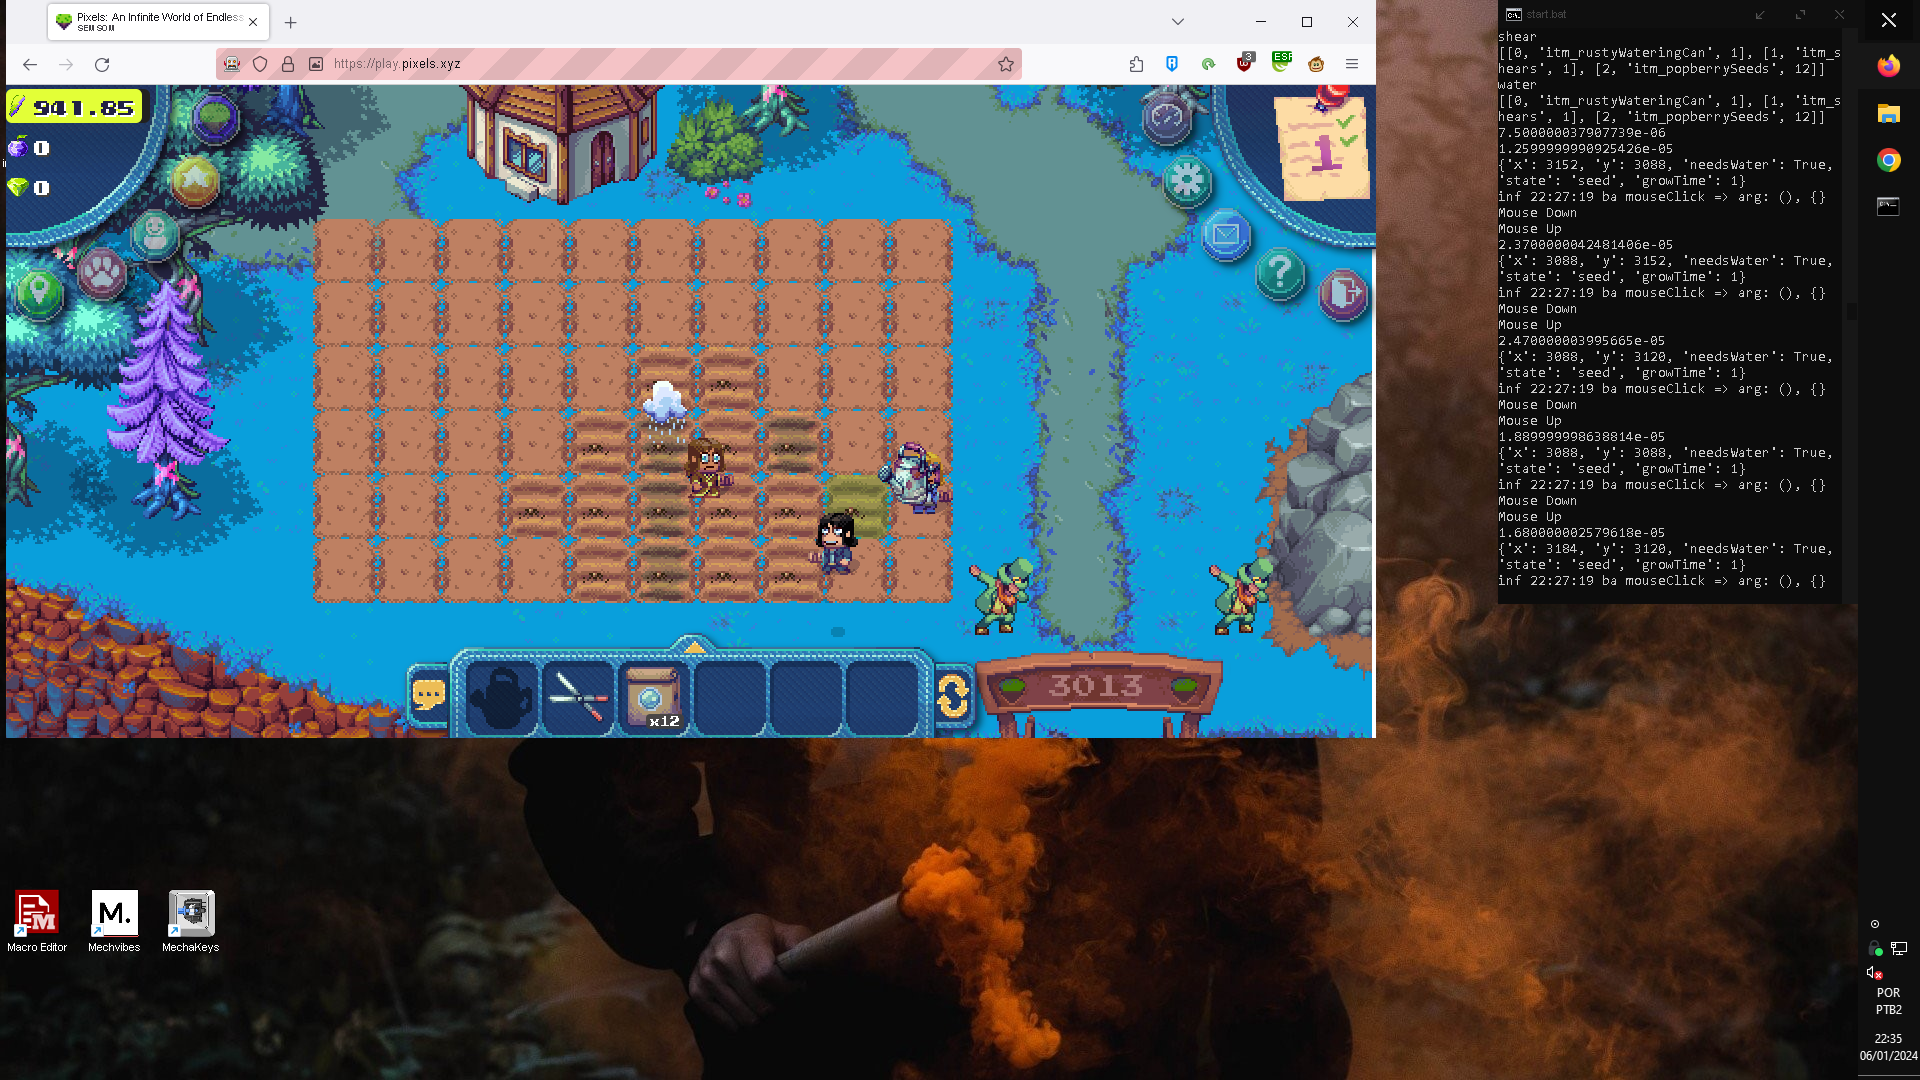 Pixels: An Infinite World of Endless
SEM SOM
https://play.pixels.xyz
3
ESP
941.85
0
0
1
3013
x12
start.bat
shear
[[0, 'itm_rustyWateringCan', 1], [1, 'itm_s
hears', 1], [2, 'itm_popberrySeeds', 12]]
water
[[0, 'itm_rustyWateringCan', 1], [1, 'itm_s
hears', 1], [2, 'itm_popberrySeeds', 12]]
7.500000037907739e-06
1.2599999990925426e-05
{'x': 3152, 'y': 3088, 'needsWater': True,
'state': 'seed', 'growTime': 1}
inf 22:27:19 ba mouseClick => arg: (), {}
Mouse Down
Mouse Up
2.3700000042481406e-05
{'x': 3088, 'y': 3152, 'needsWater': True,
'state': 'seed', 'growTime': 1}
inf 22:27:19 ba mouseClick => arg: (), {}
Mouse Down
Mouse Up
2.470000003995665e-05
{'x': 3088, 'y': 3120, 'needsWater': True,
'state': 'seed', 'growTime': 1}
inf 22:27:19 ba mouseClick => arg: (), {}
Mouse Down
Mouse Up
1.889999998638814e-05
{'x': 3088, 'y': 3088, 'needsWater': True,
'state': 'seed', 'growTime': 1}
inf 22:27:19 ba mouseClick => arg: (), {}
Mouse Down
Mouse Up
1.680000002579618e-05
{'x': 3184, 'y': 3120, 'needsWater': True,
'state': 'seed', 'growTime': 1}
inf 22:27:19 ba mouseClick => arg: (), {}
Macro Editor
Mechvibes
MechaKeys
M.
POR
PTB2
22:35
06/01/2024